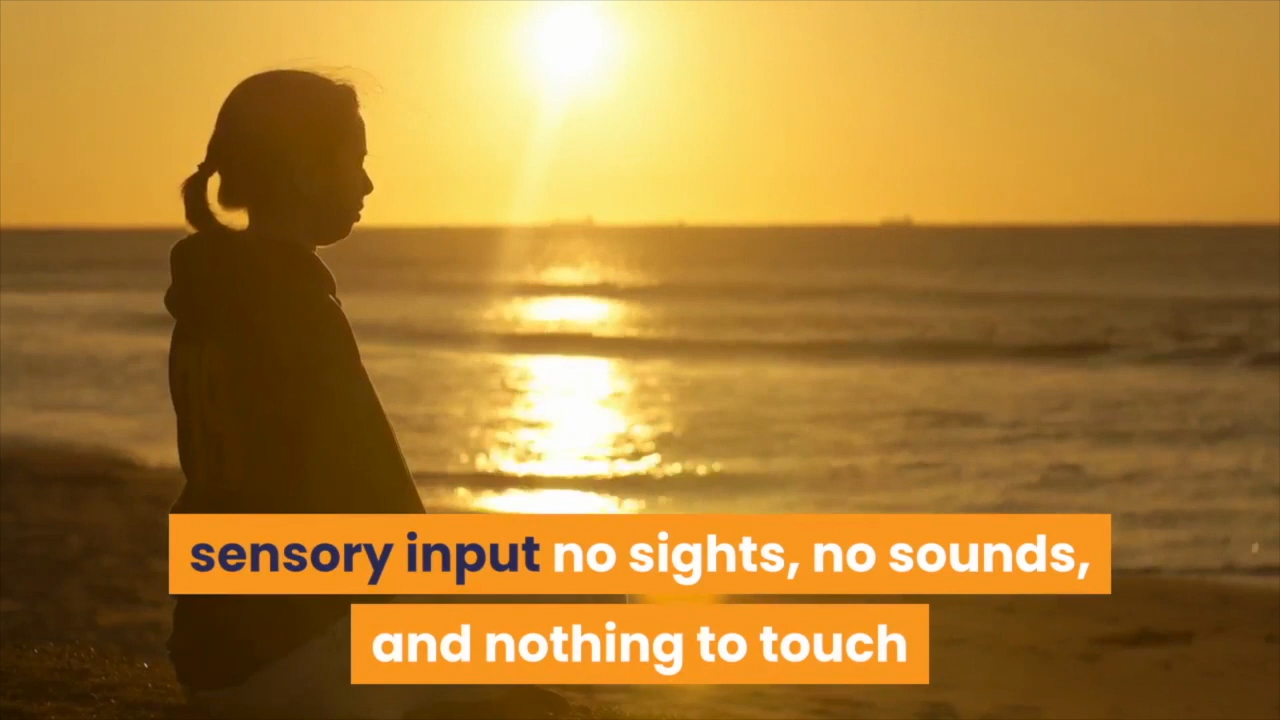 sensory input no sights, no sounds,
and nothing to touch